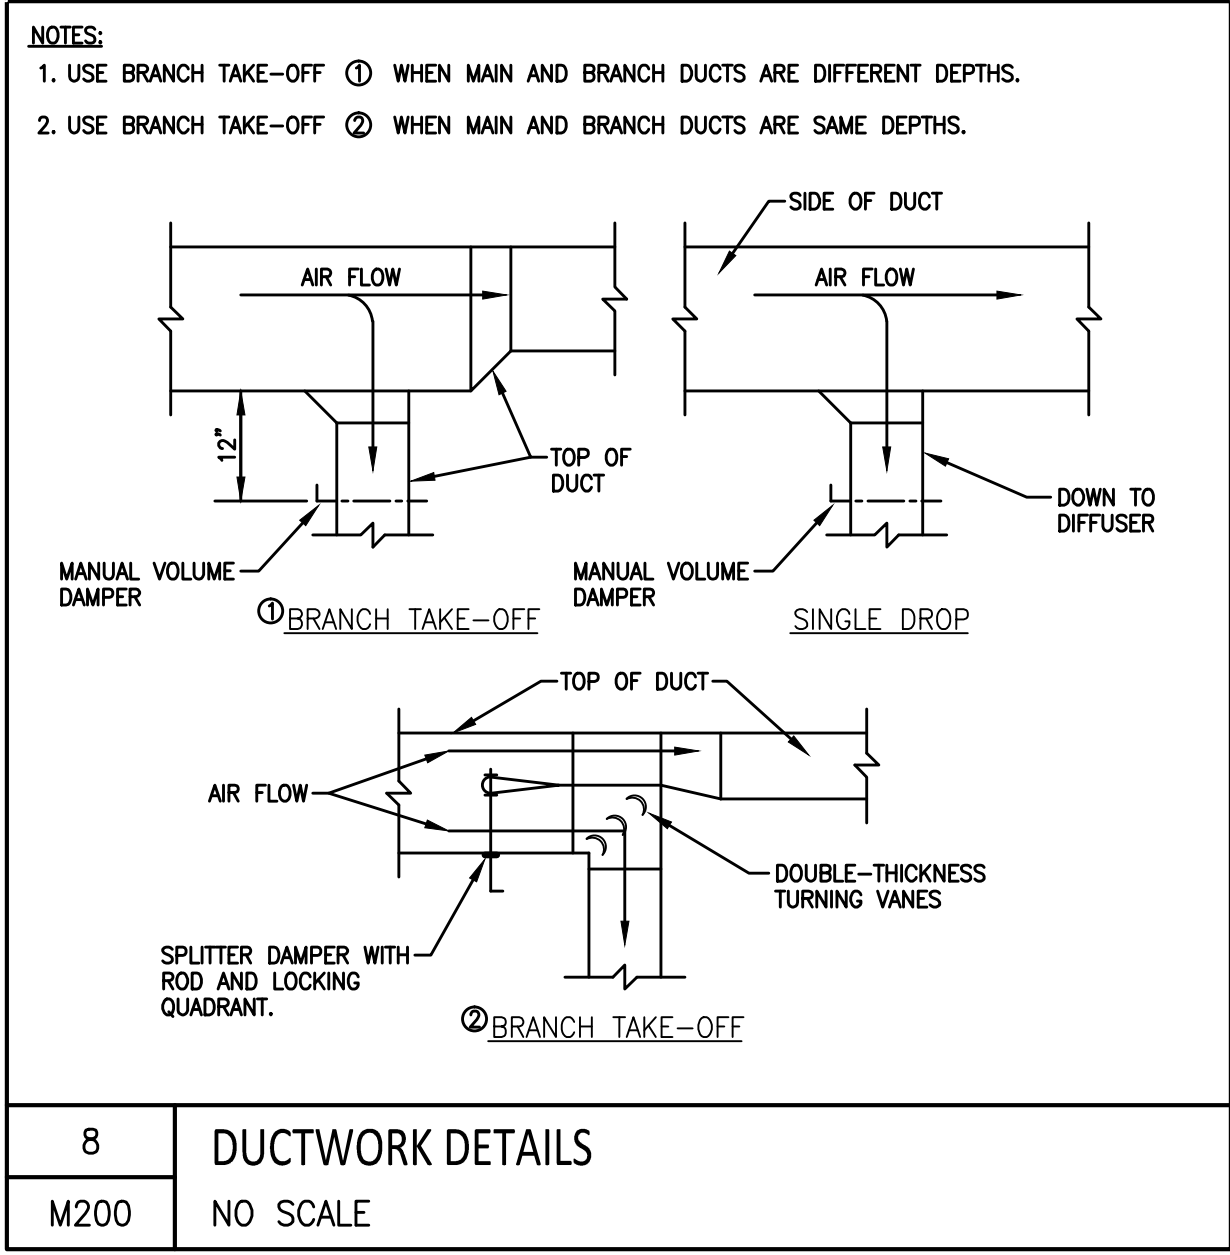 NOTES:
1. USE BRANCH TAKE-OFF ① WHEN MAIN AND BRANCH DUCTS ARE DIFFERENT DEPTHS.
2. USE BRANCH TAKE-OFF ② WHEN MAIN AND BRANCH DUCTS ARE SAME DEPTHS.
SIDE OF DUCT
AIR FLOW
AIR FLOW
12"
TOP OF
DUCT
DOWN TO
DIFFUSER
MANUAL VOLUME
DAMPER
MANUAL VOLUME
DAMPER
① BRANCH TAKE-OFF
SINGLE DROP
TOP OF DUCT
AIR FLOW
DOUBLE-THICKNESS
TURNING VANES
SPLITTER DAMPER WITH
ROD AND LOCKING
QUADRANT.
② BRANCH TAKE-OFF
8
DUCTWORK DETAILS
M200
NO SCALE